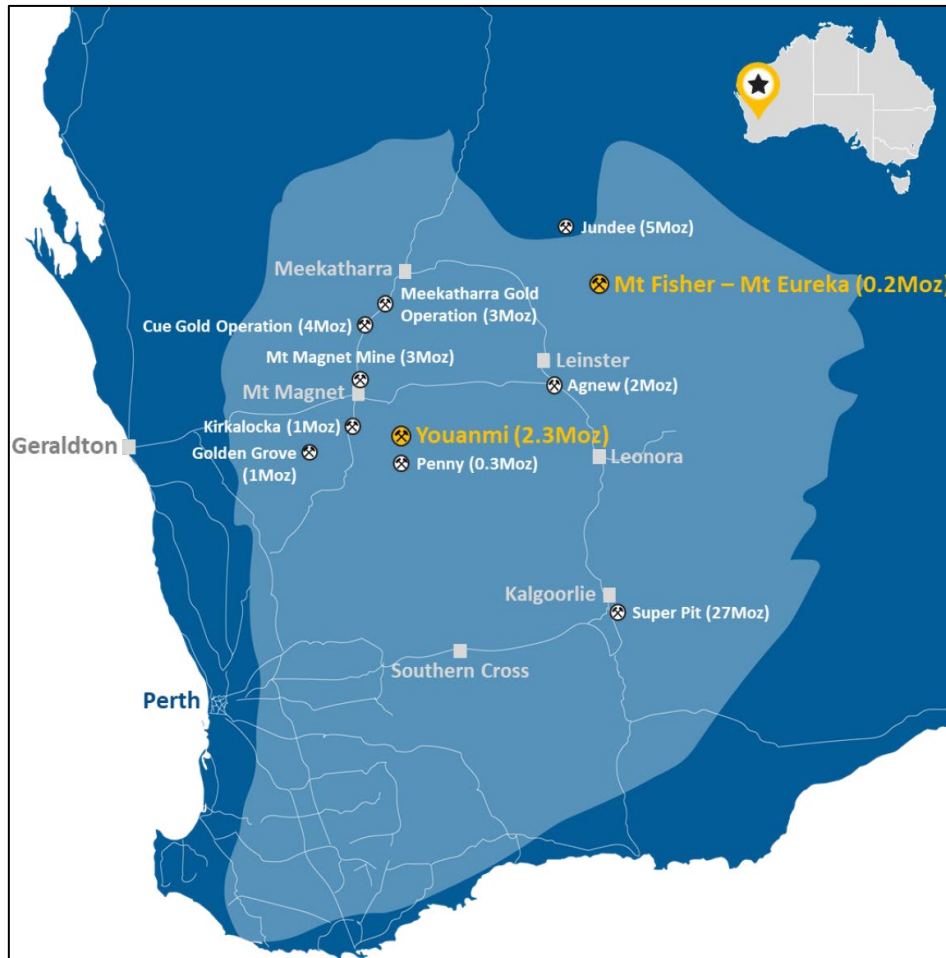 Jundee (5Moz)
Meekatharra
Mt Fisher – Mt Eureka (0.2Moz)
Meekatharra Gold
Operation (3Moz)
Cue Gold Operation (4Moz)
Mt Magnet Mine (3Moz)
Leinster
Mt Magnet
Agnew (2Moz)
Kirkalocka (1Moz)
Youanmi (2.3Moz)
Geraldton
Golden Grove
(1Moz)
Penny (0.3Moz)
Leonora
Kalgoorlie
Super Pit (27Moz)
Southern Cross
Perth